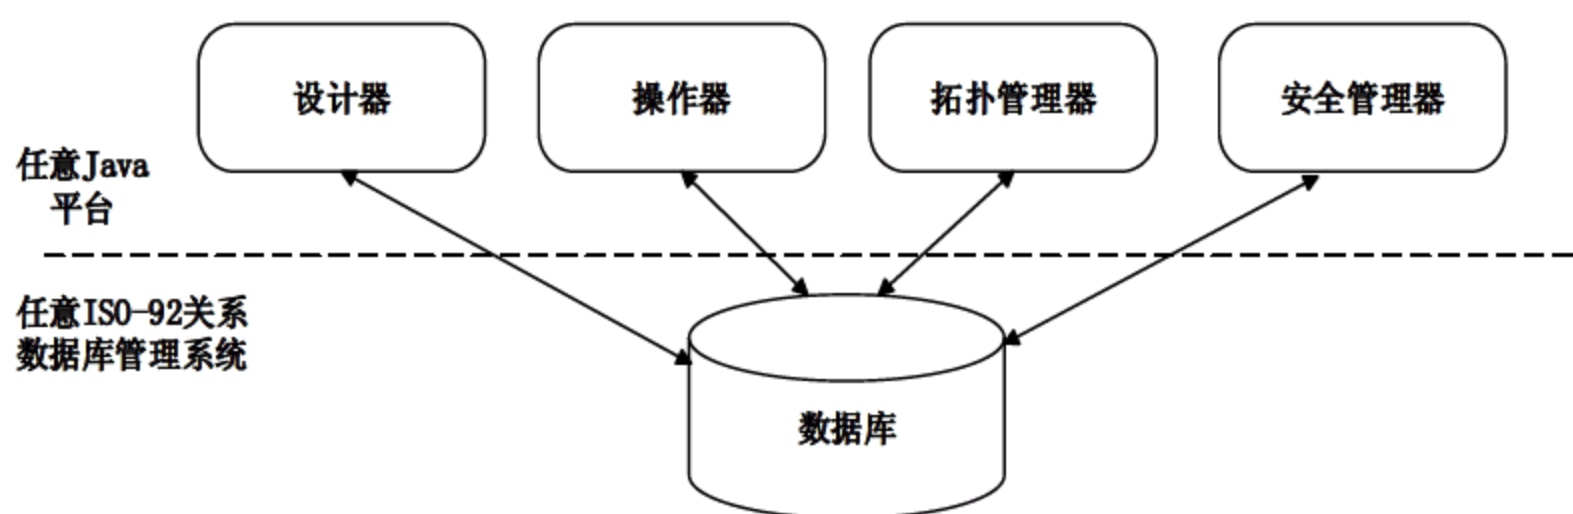 设计器
操作器
拓扑管理器
安全管理器
任意Java
平台
任意ISO-92关系
数据库管理系统
数据库